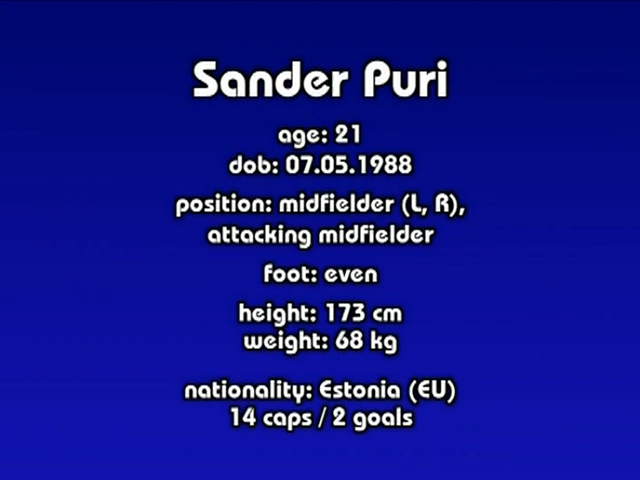 Sander Puri
age: 21
dob: 07.05.1988
position: midfielder (L, R),
attacking midfielder
foot: even
height: 173 cm
weight: 68 kg
nationality: Estonia (EU)
14 caps / 2 goals